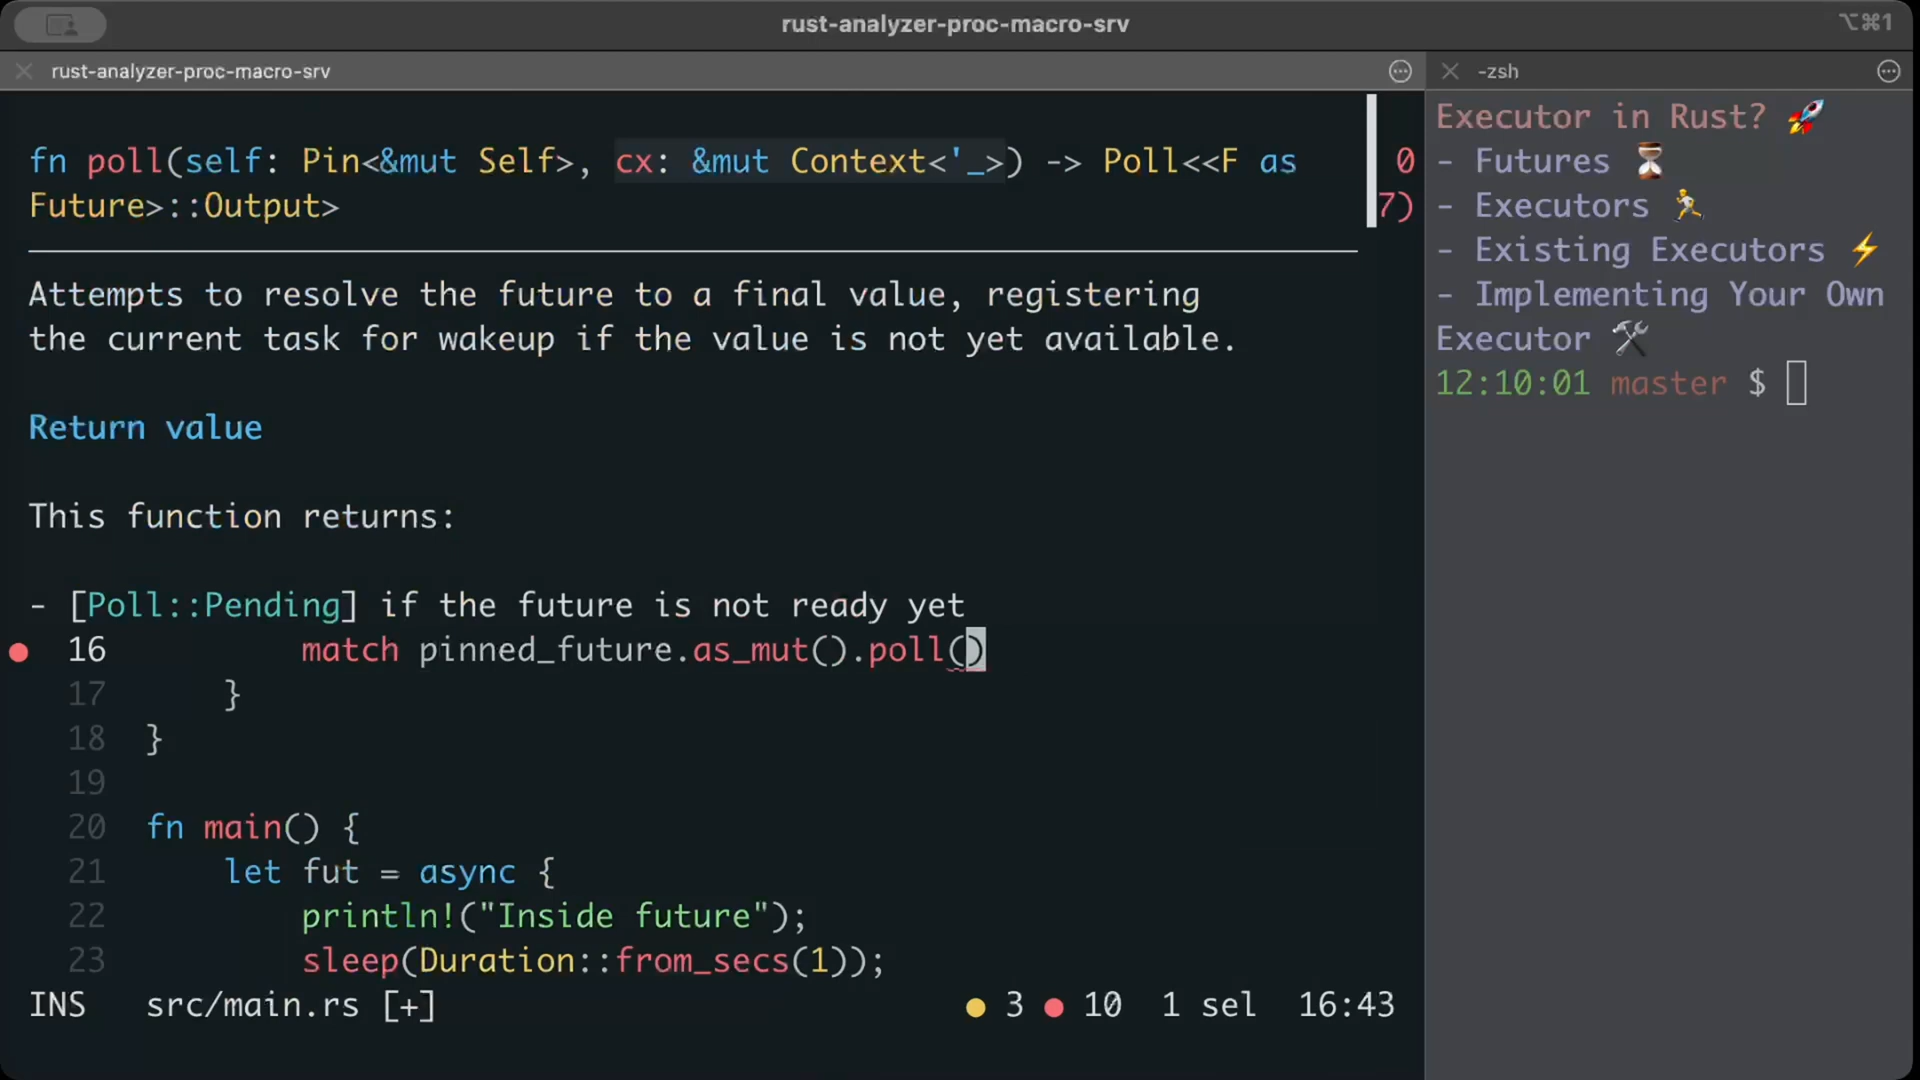 rust-analyzer-proc-macro-srv
⌥⌘1
rust-analyzer-proc-macro-srv
fn poll(self: Pin<&mut Self>, cx: &mut Context<'_>) -> Poll<<F as
Future>::Output>
0
7)
Attempts to resolve the future to a final value, registering
the current task for wakeup if the value is not yet available.
Return value
This function returns:
- [Poll::Pending] if the future is not ready yet
16 match pinned_future.as_mut().poll()
17 }
18 }
19
20 fn main() {
21 let fut = async {
22 println!("Inside future");
23 sleep(Duration::from_secs(1));
INS src/main.rs [+] ● 3 ● 10 1 sel 16:43
-zsh
Executor in Rust? 🚀
- Futures ⏳
- Executors 🏃
- Existing Executors ⚡
- Implementing Your Own
Executor 🛠
12:10:01 master $